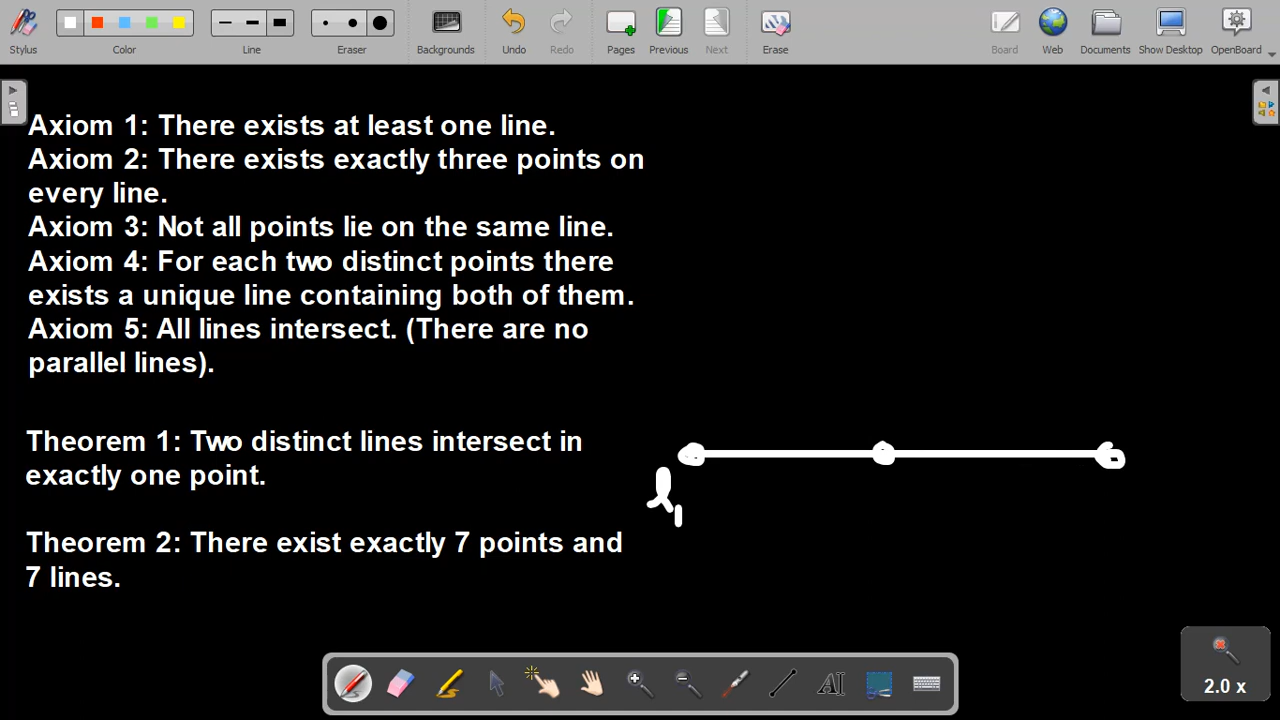 Stylus
Color
Line
Eraser
Backgrounds
Undo
Redo
Pages
Previous
Next
Erase
Board
Web
Documents
Show Desktop
OpenBoard
Axiom 1: There exists at least one line.
Axiom 2: There exists exactly three points on
every line.
Axiom 3: Not all points lie on the same line.
Axiom 4: For each two distinct points there
exists a unique line containing both of them.
Axiom 5: All lines intersect. (There are no
parallel lines).
Theorem 1: Two distinct lines intersect in
exactly one point.
l₁
Theorem 2: There exist exactly 7 points and
7 lines.
AI
2.0 x